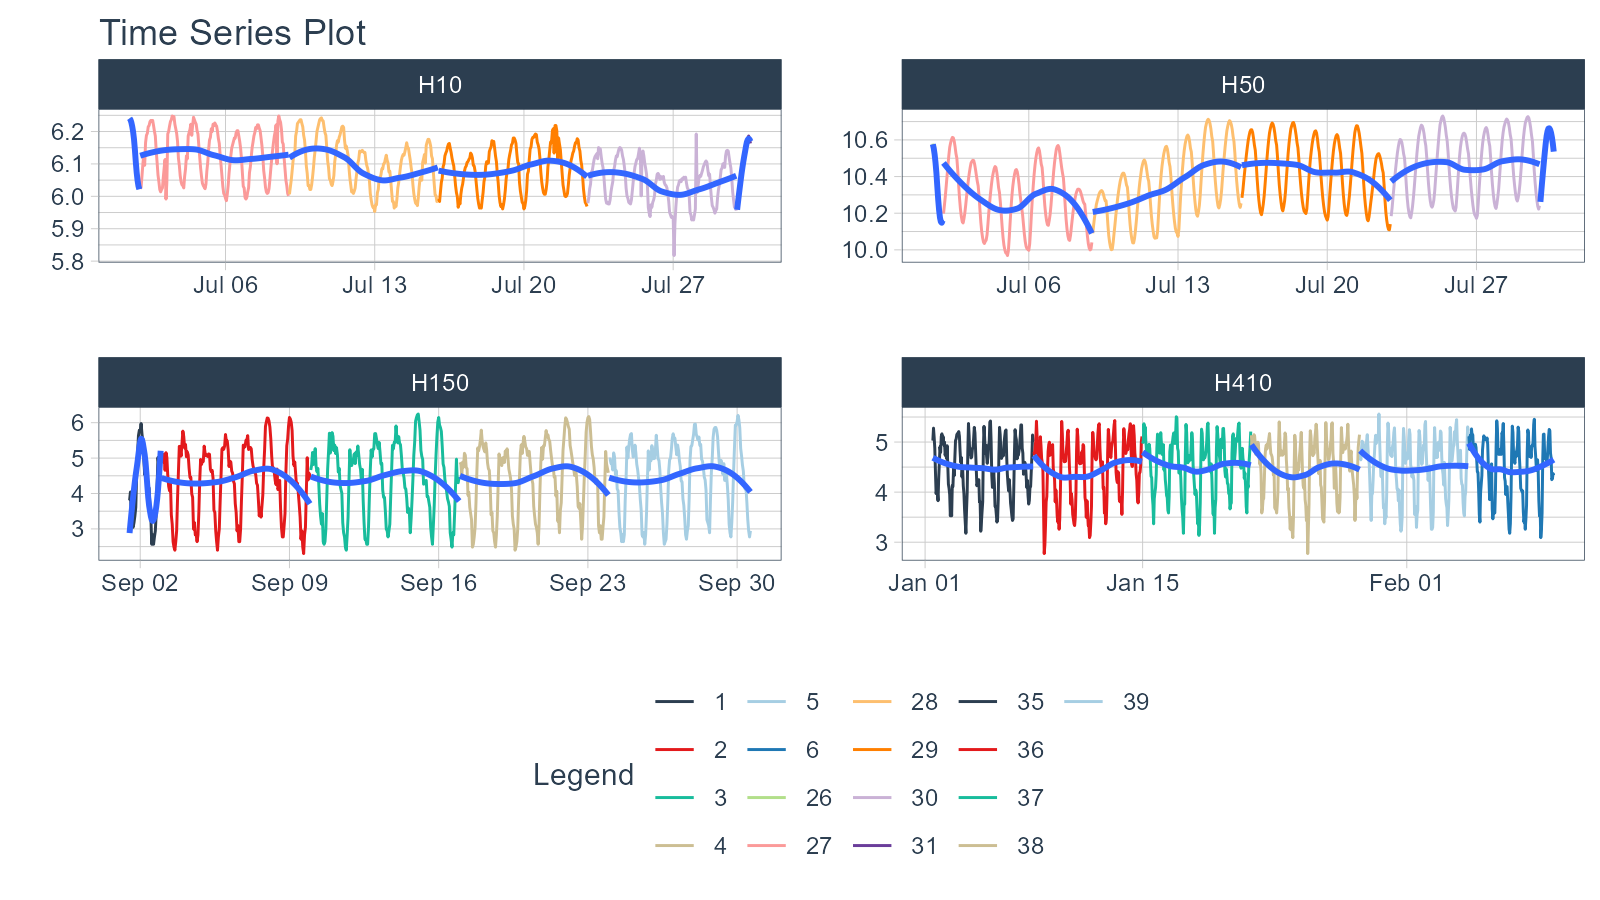 Time Series Plot
H10
H50
6.2
6.1
6.0
5.9
5.8
10.6
10.4
10.2
10.0
Jul 06 Jul 13 Jul 20 Jul 27
Jul 06 Jul 13 Jul 20 Jul 27
H150
H410
6
5
4
3
5
4
3
Sep 02 Sep 09 Sep 16 Sep 23 Sep 30
Jan 01 Jan 15 Feb 01
Legend
1 5 28 35 39
2 6 29 36
3 26 30 37
4 27 31 38